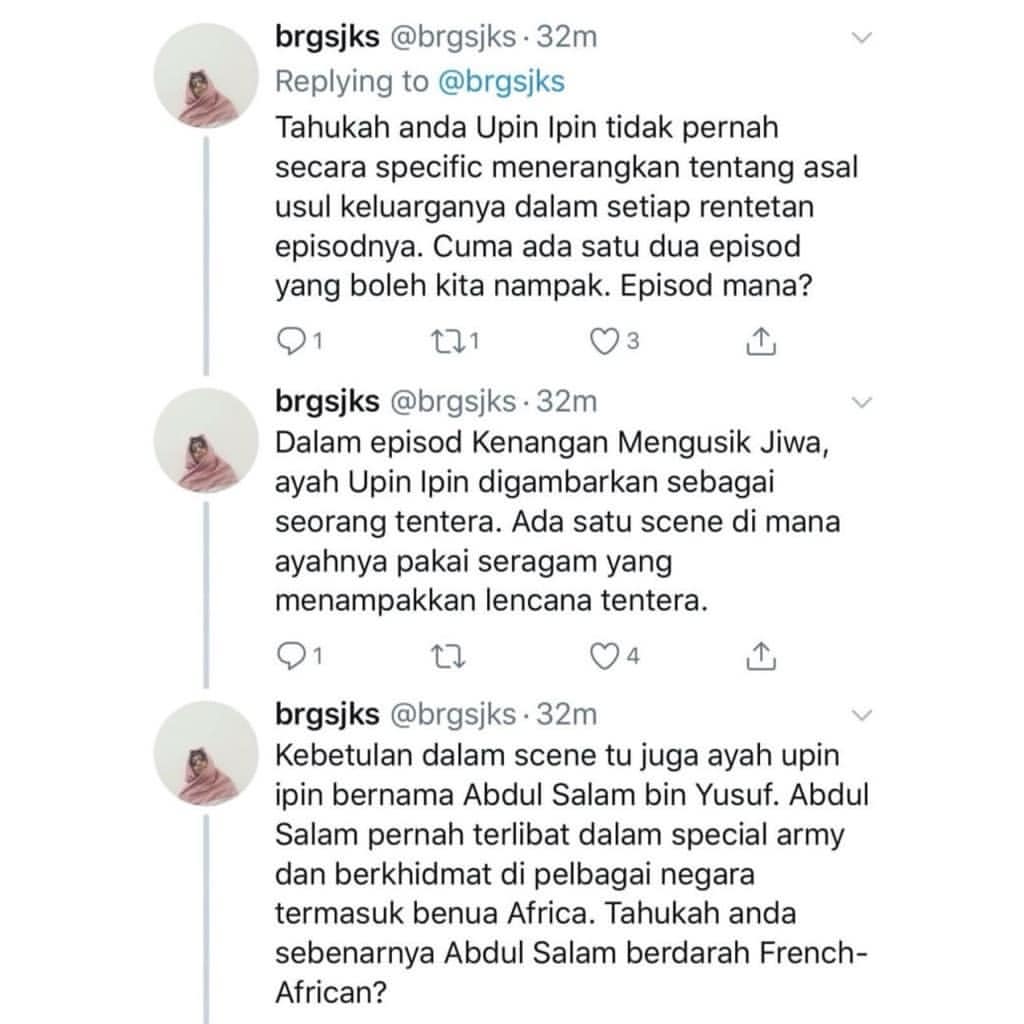 brgsjks @brgsjks · 32m
Replying to @brgsjks
Tahukah anda Upin Ipin tidak pernah
secara specific menerangkan tentang asal
usul keluarganya dalam setiap rentetan
episodnya. Cuma ada satu dua episod
yang boleh kita nampak. Episod mana?
1 1 3
brgsjks @brgsjks · 32m
Dalam episod Kenangan Mengusik Jiwa,
ayah Upin Ipin digambarkan sebagai
seorang tentera. Ada satu scene di mana
ayahnya pakai seragam yang
menampakkan lencana tentera.
1 4
brgsjks @brgsjks · 32m
Kebetulan dalam scene tu juga ayah upin
ipin bernama Abdul Salam bin Yusuf. Abdul
Salam pernah terlibat dalam special army
dan berkhidmat di pelbagai negara
termasuk benua Africa. Tahukah anda
sebenarnya Abdul Salam berdarah French-
African?